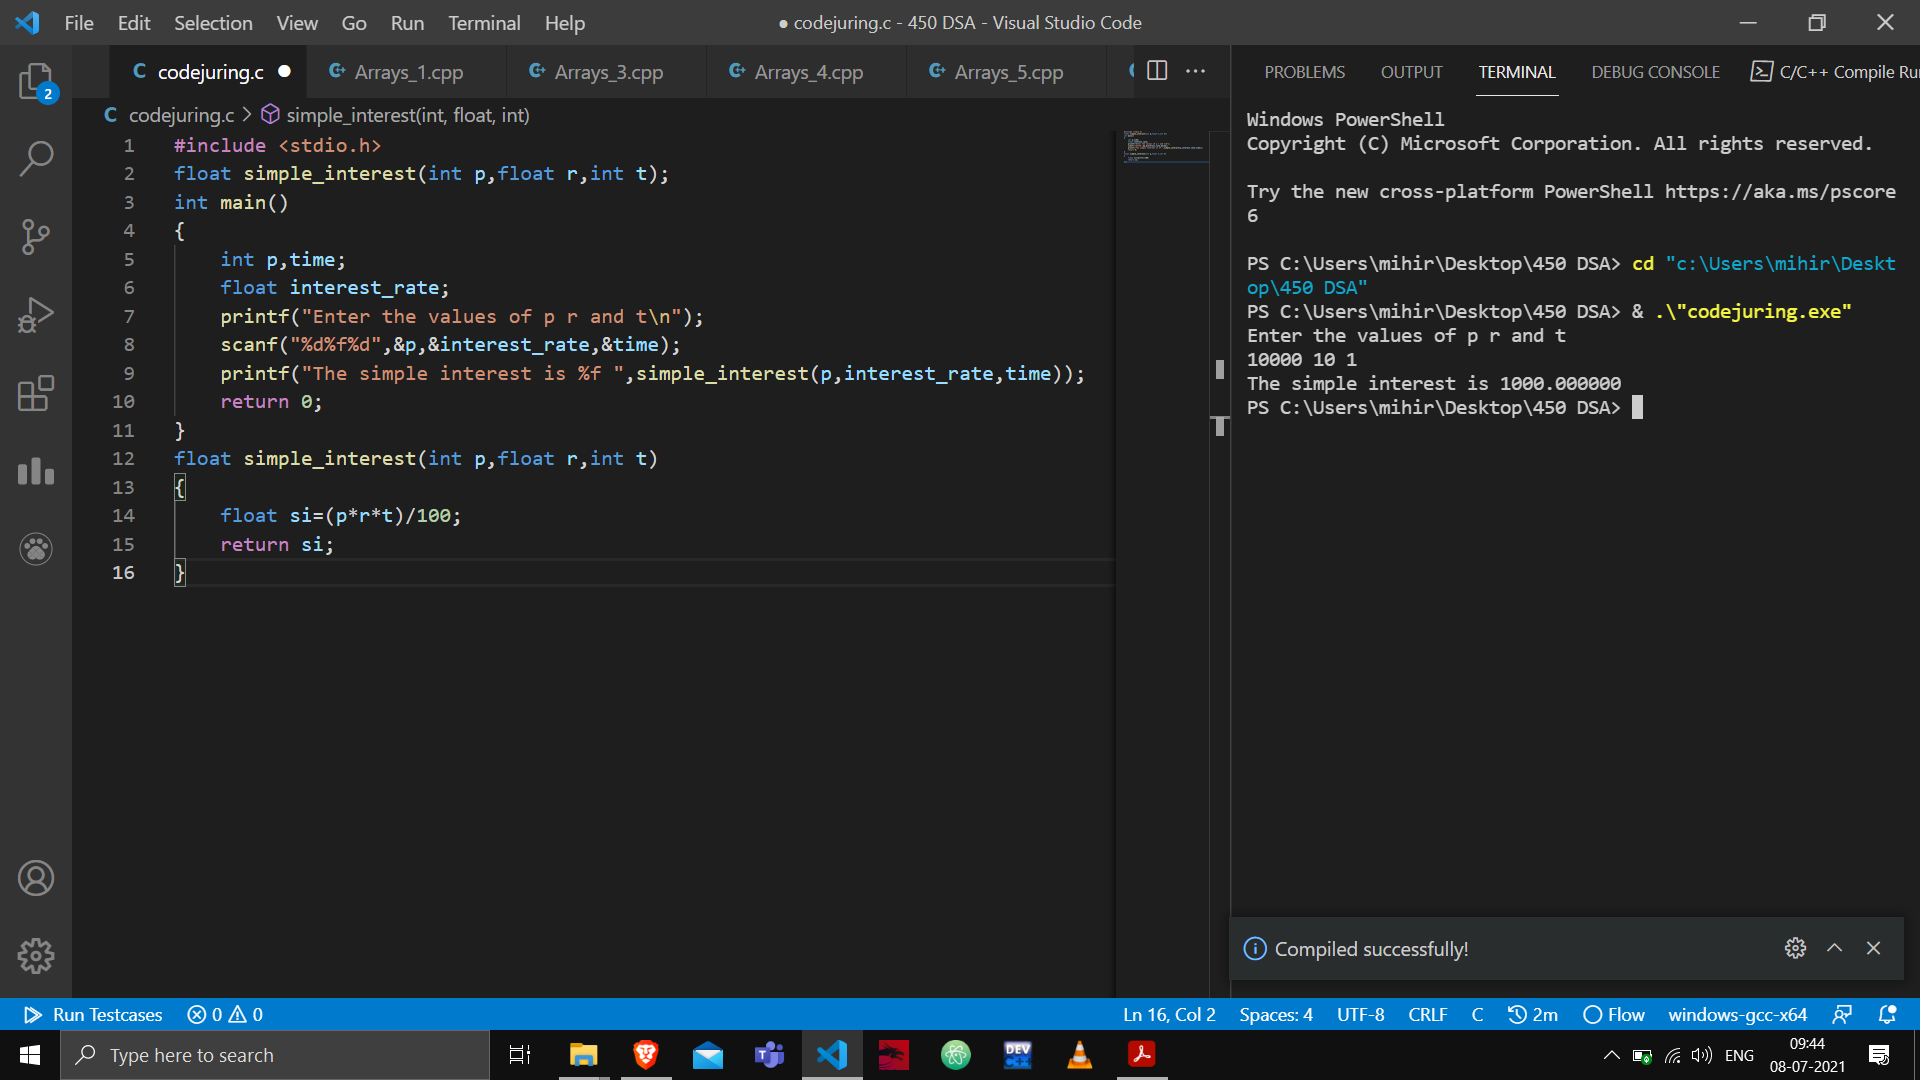 File Edit Selection View Go Run Terminal Help
● codejuring.c - 450 DSA - Visual Studio Code
codejuring.c ● Arrays_1.cpp Arrays_3.cpp Arrays_4.cpp Arrays_5.cpp
codejuring.c > simple_interest(int, float, int)
1 #include <stdio.h>
2 float simple_interest(int p,float r,int t);
3 int main()
4 {
5 int p,time;
6 float interest_rate;
7 printf("Enter the values of p r and t\n");
8 scanf("%d%f%d",&p,&interest_rate,&time);
9 printf("The simple interest is %f ",simple_interest(p,interest_rate,time));
10 return 0;
11 }
12 float simple_interest(int p,float r,int t)
13 {
14 float si=(p*r*t)/100;
15 return si;
16 }
PROBLEMS OUTPUT TERMINAL DEBUG CONSOLE C/C++ Compile Ru
Windows PowerShell
Copyright (C) Microsoft Corporation. All rights reserved.
Try the new cross-platform PowerShell https://aka.ms/pscore
6
PS C:\Users\mihir\Desktop\450 DSA> cd "c:\Users\mihir\Deskt
op\450 DSA"
PS C:\Users\mihir\Desktop\450 DSA> & .\"codejuring.exe"
Enter the values of p r and t
10000 10 1
The simple interest is 1000.000000
PS C:\Users\mihir\Desktop\450 DSA>
Compiled successfully!
2
Run Testcases 0 0 Ln 16, Col 2 Spaces: 4 UTF-8 CRLF C 2m Flow windows-gcc-x64
Type here to search
DEV C++
ENG
09:44
08-07-2021